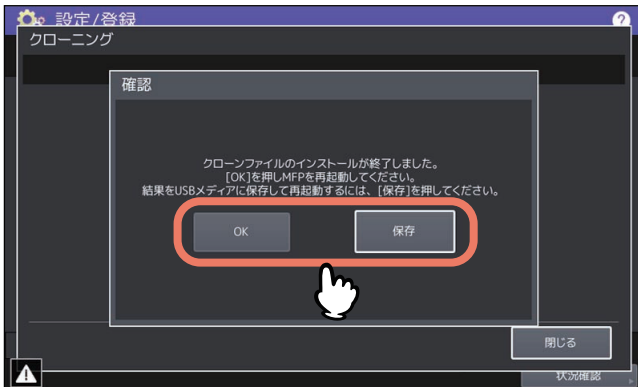 設定/登録
?
クローニング
確認
クローンファイルのインストールが終了しました。
[OK]を押しMFPを再起動してください。
結果をUSBメディアに保存して再起動するには、[保存]を押してください。
OK
保存
閉じる
状況確認